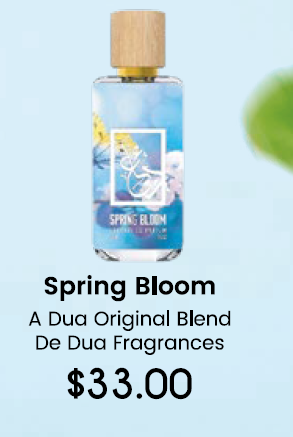 SPRING BLOOM
Spring Bloom
A Dua Original Blend
De Dua Fragrances
$33.00